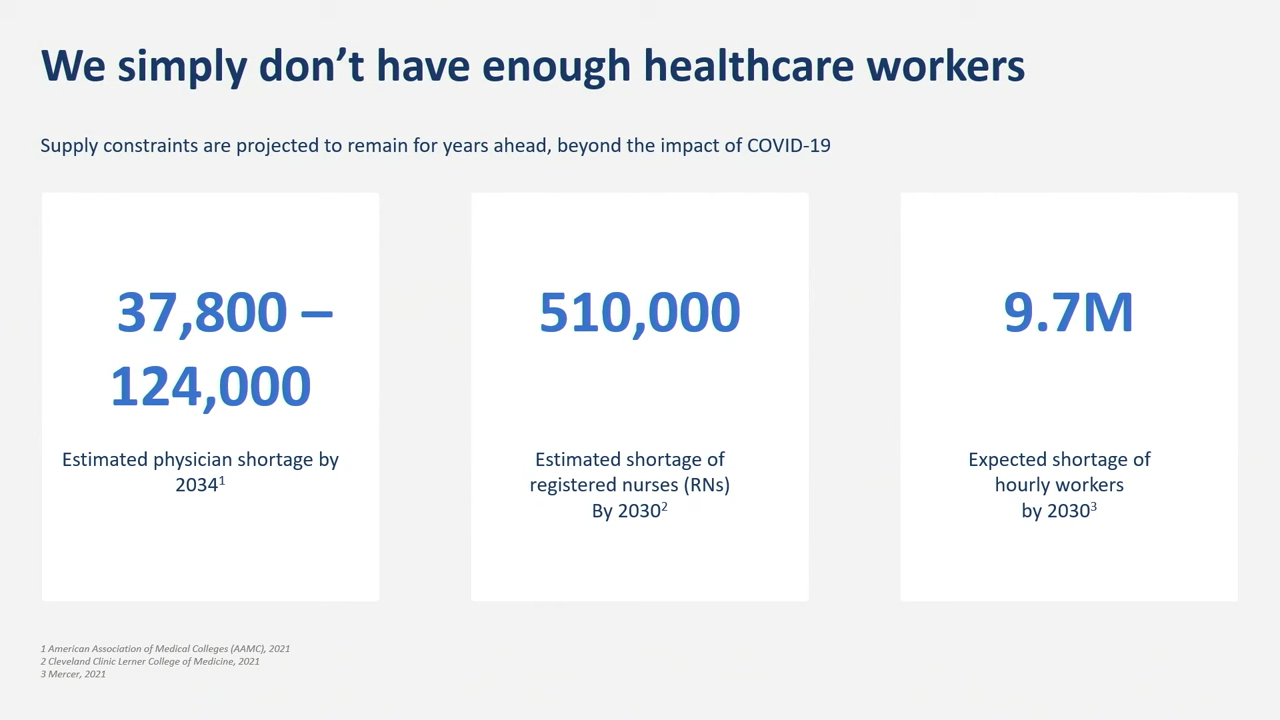 We simply don’t have enough healthcare workers
Supply constraints are projected to remain for years ahead, beyond the impact of COVID-19
37,800 –
124,000
Estimated physician shortage by
2034¹
510,000
Estimated shortage of
registered nurses (RNs)
By 2030²
9.7M
Expected shortage of
hourly workers
by 2030³
1 American Association of Medical Colleges (AAMC), 2021
2 Cleveland Clinic Lerner College of Medicine, 2021
3 Mercer, 2021